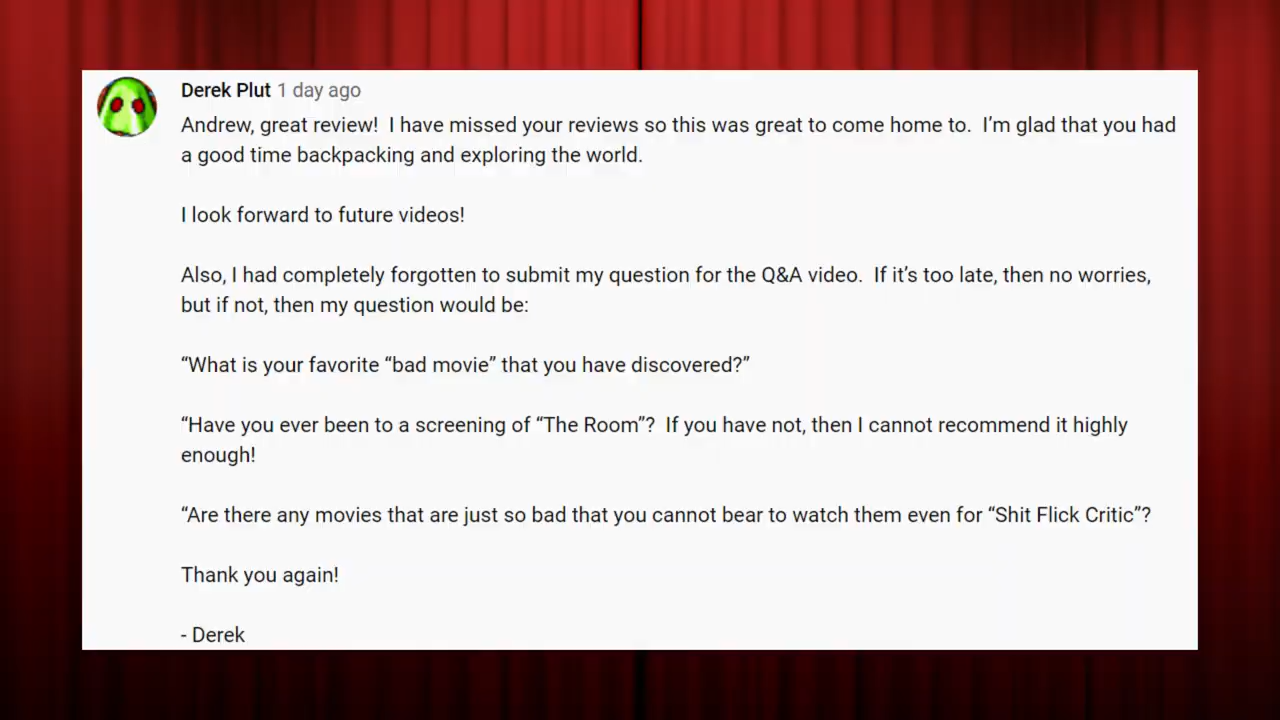 Derek Plut 1 day ago
Andrew, great review!  I have missed your reviews so this was great to come home to.  I’m glad that you had
a good time backpacking and exploring the world.
I look forward to future videos!
Also, I had completely forgotten to submit my question for the Q&A video.  If it’s too late, then no worries,
but if not, then my question would be:
“What is your favorite “bad movie” that you have discovered?”
“Have you ever been to a screening of “The Room”?  If you have not, then I cannot recommend it highly
enough!
“Are there any movies that are just so bad that you cannot bear to watch them even for “Shit Flick Critic”?
Thank you again!
- Derek